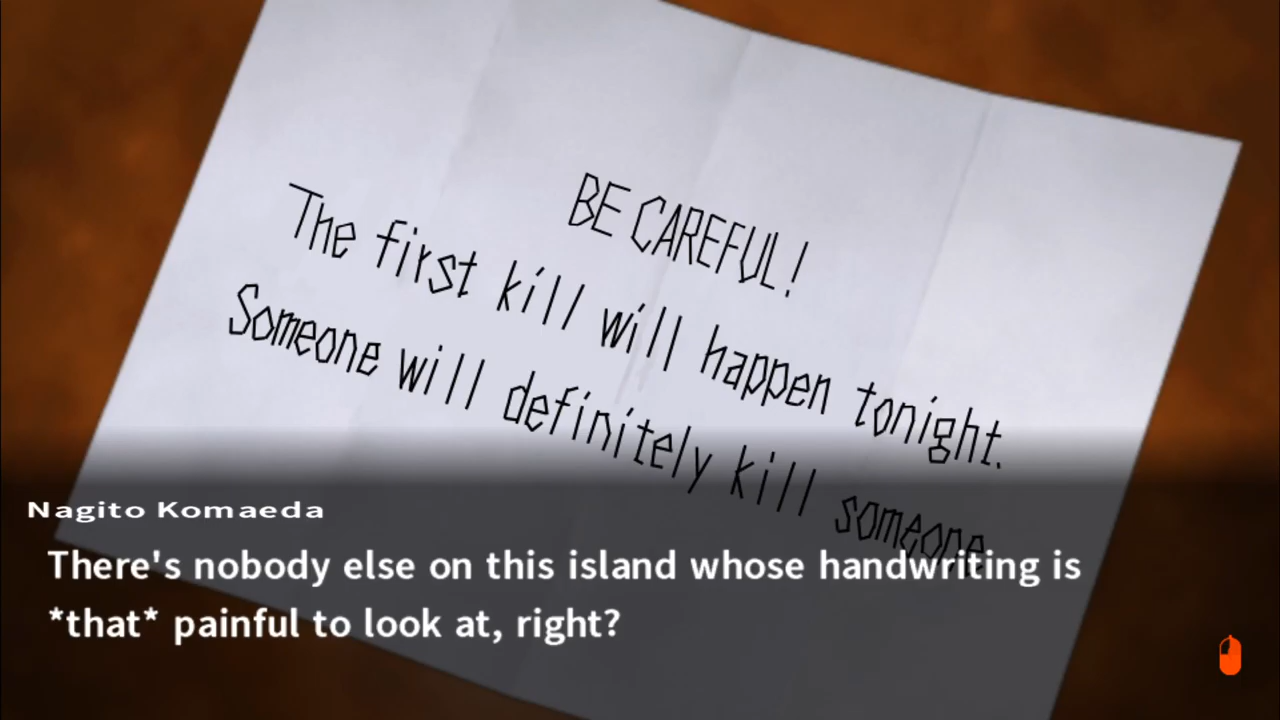 BE CAREFUL!
The first kill will happen tonight.
Someone will definitely kill someone
Nagito Komaeda
There's nobody else on this island whose handwriting is
*that* painful to look at, right?